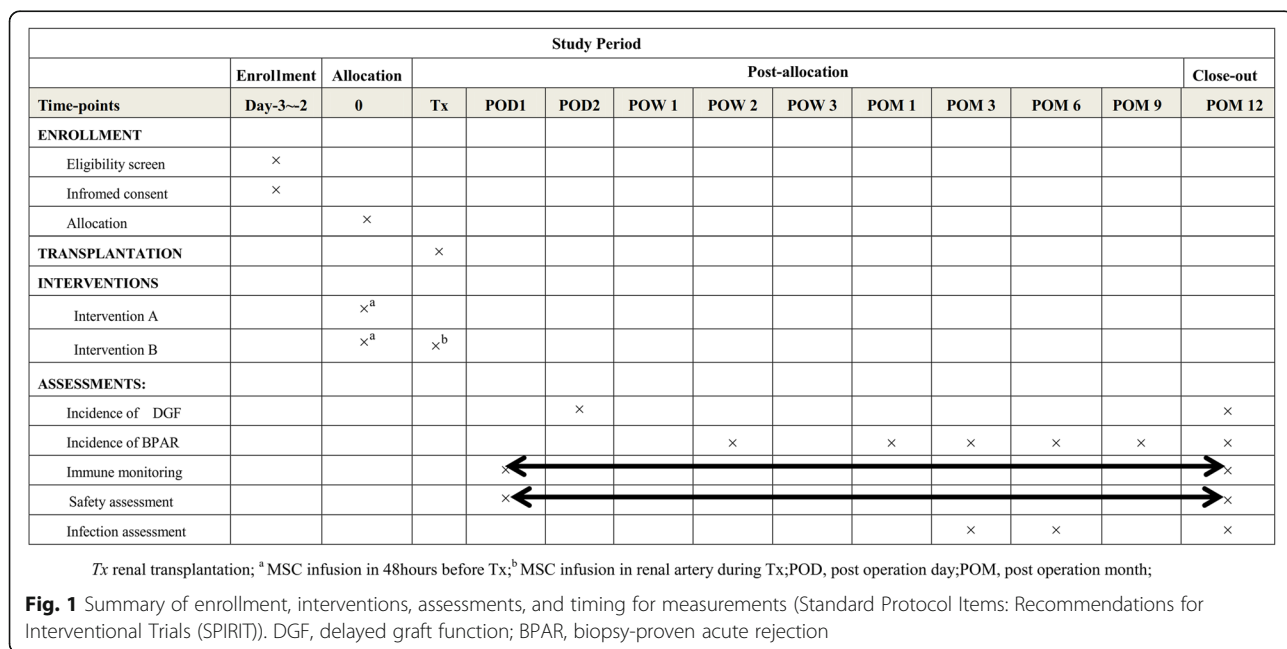 Study Period
Enrollment Allocation Post-allocation Close-out
Time-points Day-3~-2 0 Tx POD1 POD2 POW 1 POW 2 POW 3 POM 1 POM 3 POM 6 POM 9 POM 12
ENROLLMENT
Eligibility screen ×
Infromed consent ×
Allocation ×
TRANSPLANTATION ×
INTERVENTIONS
Intervention A ×a
Intervention B ×a ×b
ASSESSMENTS:
Incidence of DGF × ×
Incidence of BPAR × × × × × ×
Immune monitoring × ×
Safety assessment × ×
Infection assessment × × ×
Tx renal transplantation; a MSC infusion in 48hours before Tx;b MSC infusion in renal artery during Tx;POD, post operation day;POM, post operation month;
Fig. 1 Summary of enrollment, interventions, assessments, and timing for measurements (Standard Protocol Items: Recommendations for
Interventional Trials (SPIRIT)). DGF, delayed graft function; BPAR, biopsy-proven acute rejection